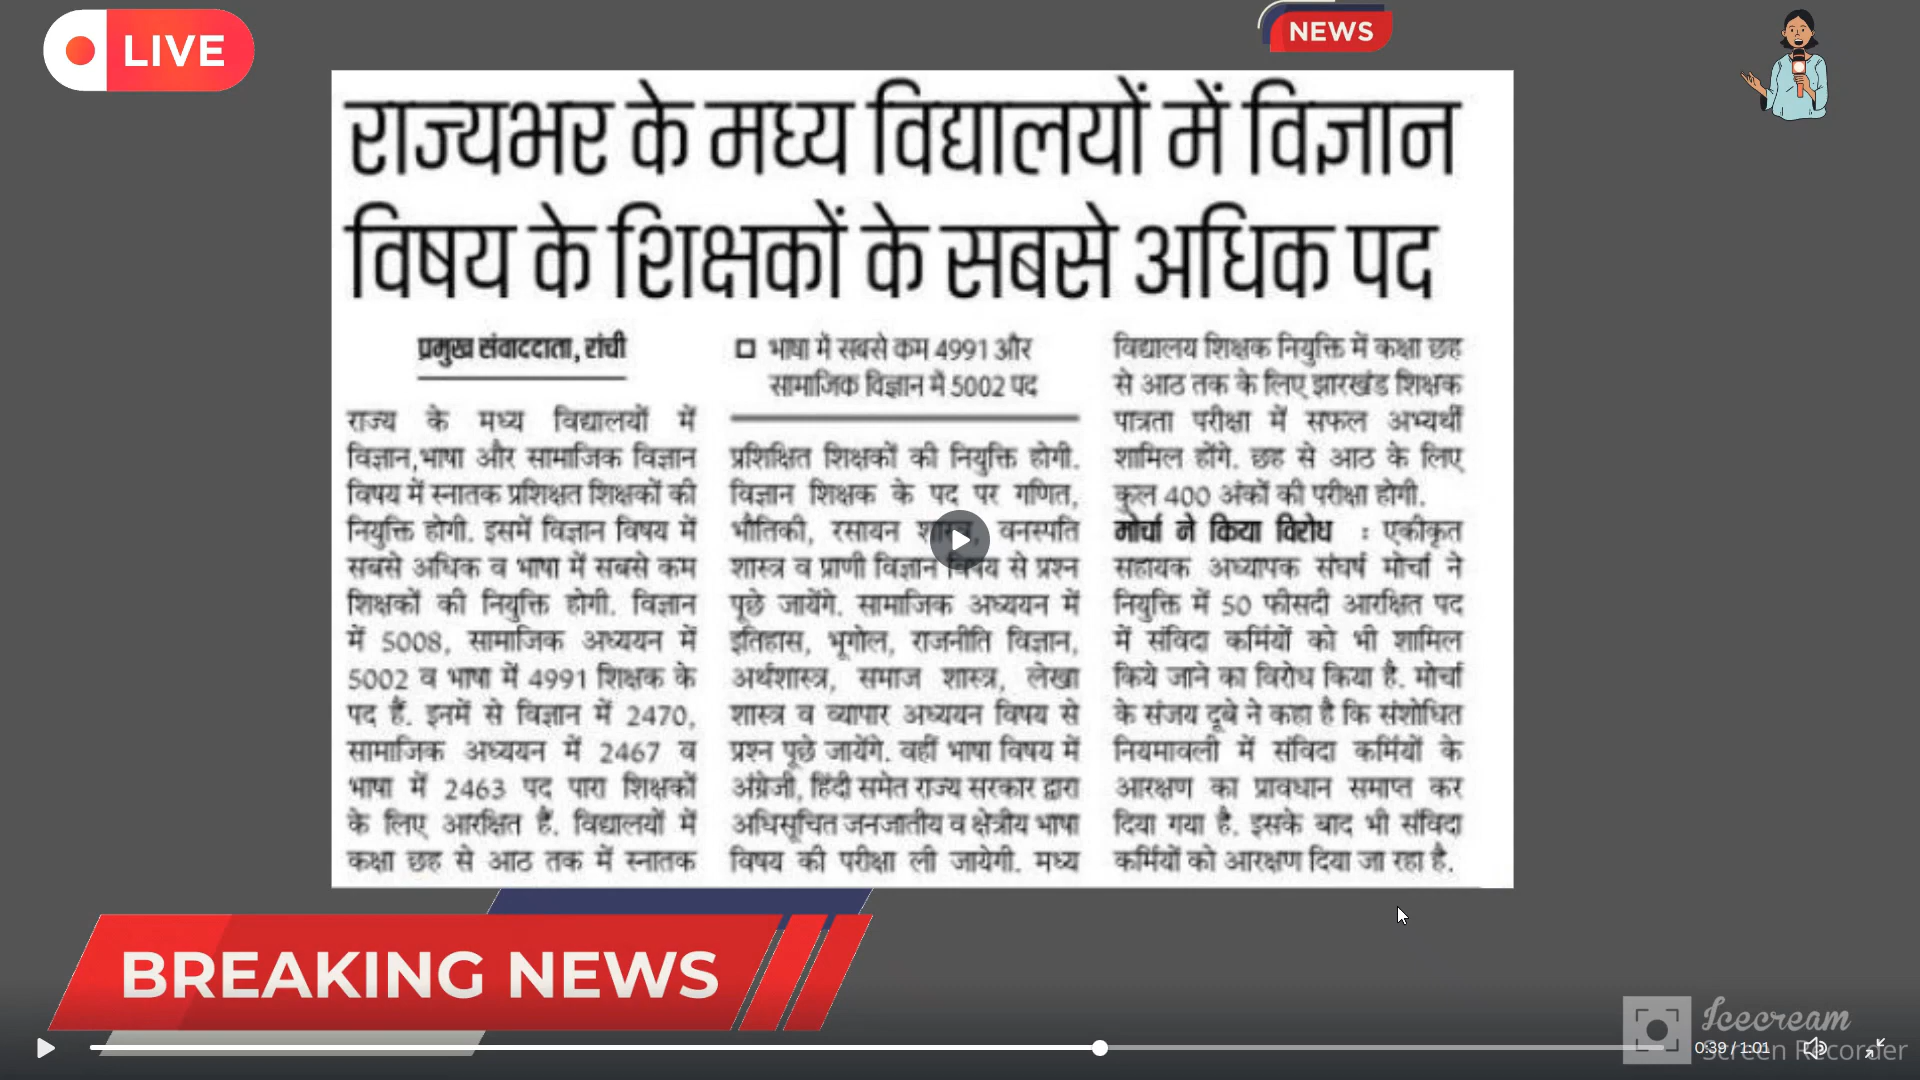 LIVE
NEWS
राज्यभर के मध्य विद्यालयों में विज्ञान
विषय के शिक्षकों के सबसे अधिक पद
प्रमुख संवाददाता, रांची
राज्य के मध्य विद्यालयों में
विज्ञान,भाषा और सामाजिक विज्ञान
विषय में स्नातक प्रशिक्षत शिक्षकों की
नियुक्ति होगी. इसमें विज्ञान विषय में
सबसे अधिक व भाषा में सबसे कम
शिक्षकों की नियुक्ति होगी. विज्ञान
में 5008, सामाजिक अध्ययन में
5002 व भाषा में 4991 शिक्षक के
पद हैं. इनमें से विज्ञान में 2470,
सामाजिक अध्ययन में 2467 व
भाषा में 2463 पद पारा शिक्षकों
के लिए आरक्षित हैं. विद्यालयों में
कक्षा छह से आठ तक में स्नातक
भाषा में सबसे कम 4991 और
सामाजिक विज्ञान में 5002 पद
प्रशिक्षित शिक्षकों की नियुक्ति होगी.
विज्ञान शिक्षक के पद पर गणित,
भौतिकी, रसायन शास्त्र, वनस्पति
शास्त्र व प्राणी विज्ञान विषय से प्रश्न
पूछे जायेंगे. सामाजिक अध्ययन में
इतिहास, भूगोल, राजनीति विज्ञान,
अर्थशास्त्र, समाज शास्त्र, लेखा
शास्त्र व व्यापार अध्ययन विषय से
प्रश्न पूछे जायेंगे. वहीं भाषा विषय में
अंग्रेजी, हिंदी समेत राज्य सरकार द्वारा
अधिसूचित जनजातीय व क्षेत्रीय भाषा
विषय की परीक्षा ली जायेगी. मध्य
विद्यालय शिक्षक नियुक्ति में कक्षा छह
से आठ तक के लिए झारखंड शिक्षक
पात्रता परीक्षा में सफल अभ्यर्थी
शामिल होंगे. छह से आठ के लिए
कुल 400 अंकों की परीक्षा होगी.
मोर्चा ने किया विरोध : एकीकृत
सहायक अध्यापक संघर्ष मोर्चा ने
नियुक्ति में 50 फीसदी आरक्षित पद
में संविदा कर्मियों को भी शामिल
किये जाने का विरोध किया है. मोर्चा
के संजय दूबे ने कहा है कि संशोधित
नियमावली में संविदा कर्मियों के
आरक्षण का प्रावधान समाप्त कर
दिया गया है. इसके बाद भी संविदा
कर्मियों को आरक्षण दिया जा रहा है.
BREAKING NEWS
Icecream
Screen Recorder
0:39 / 1:01